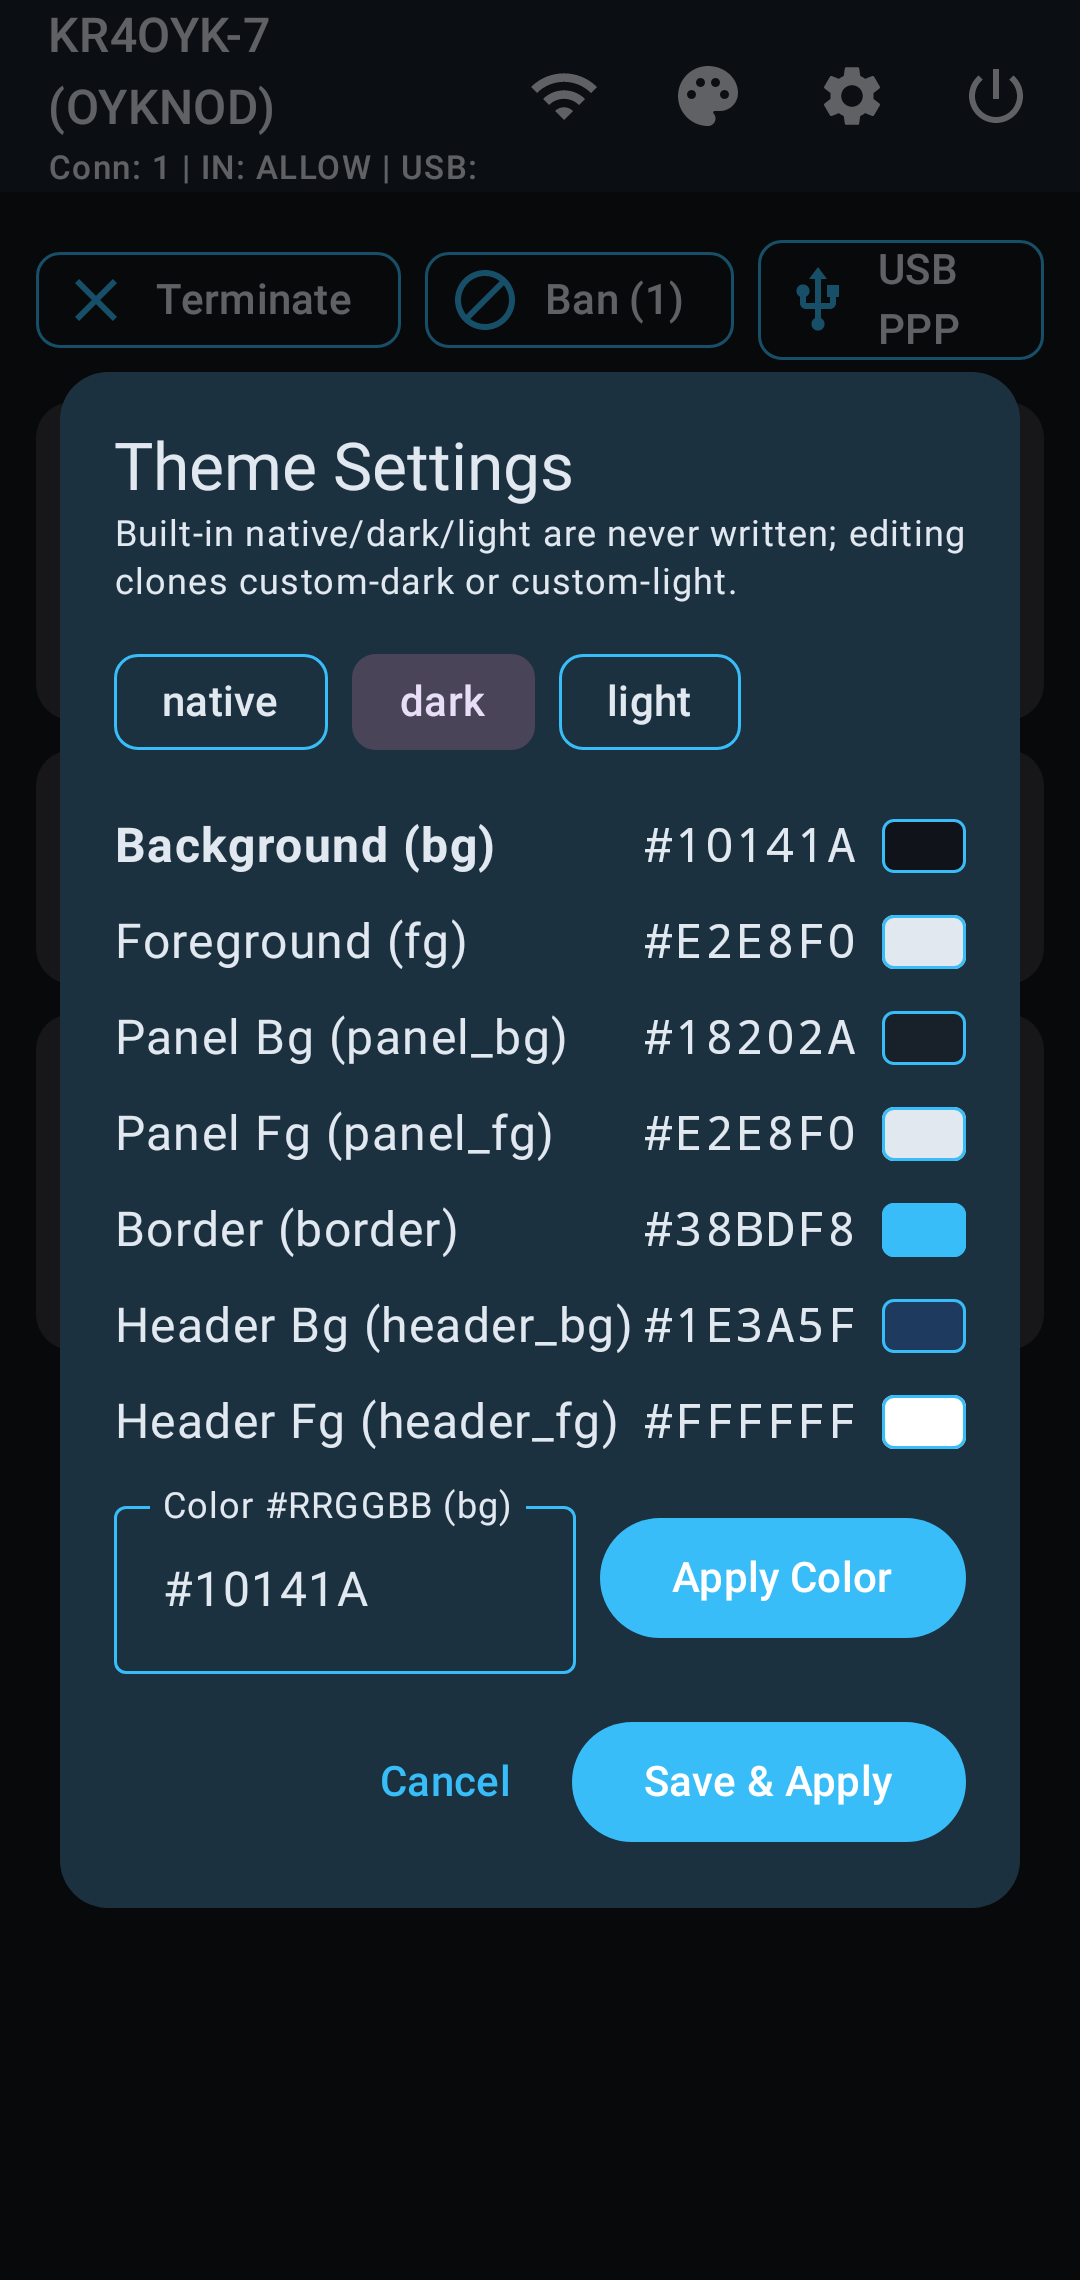 KR4OYK-7
(OYKNOD)
Conn: 1 | IN: ALLOW | USB:
Terminate
Ban (1)
USB
PPP
Theme Settings
Built-in native/dark/light are never written; editing
clones custom-dark or custom-light.
native
dark
light
Background (bg) #10141A
Foreground (fg) #E2E8F0
Panel Bg (panel_bg) #18202A
Panel Fg (panel_fg) #E2E8F0
Border (border) #38BDF8
Header Bg (header_bg) #1E3A5F
Header Fg (header_fg) #FFFFFF
Color #RRGGBB (bg)
#10141A
Apply Color
Cancel
Save & Apply